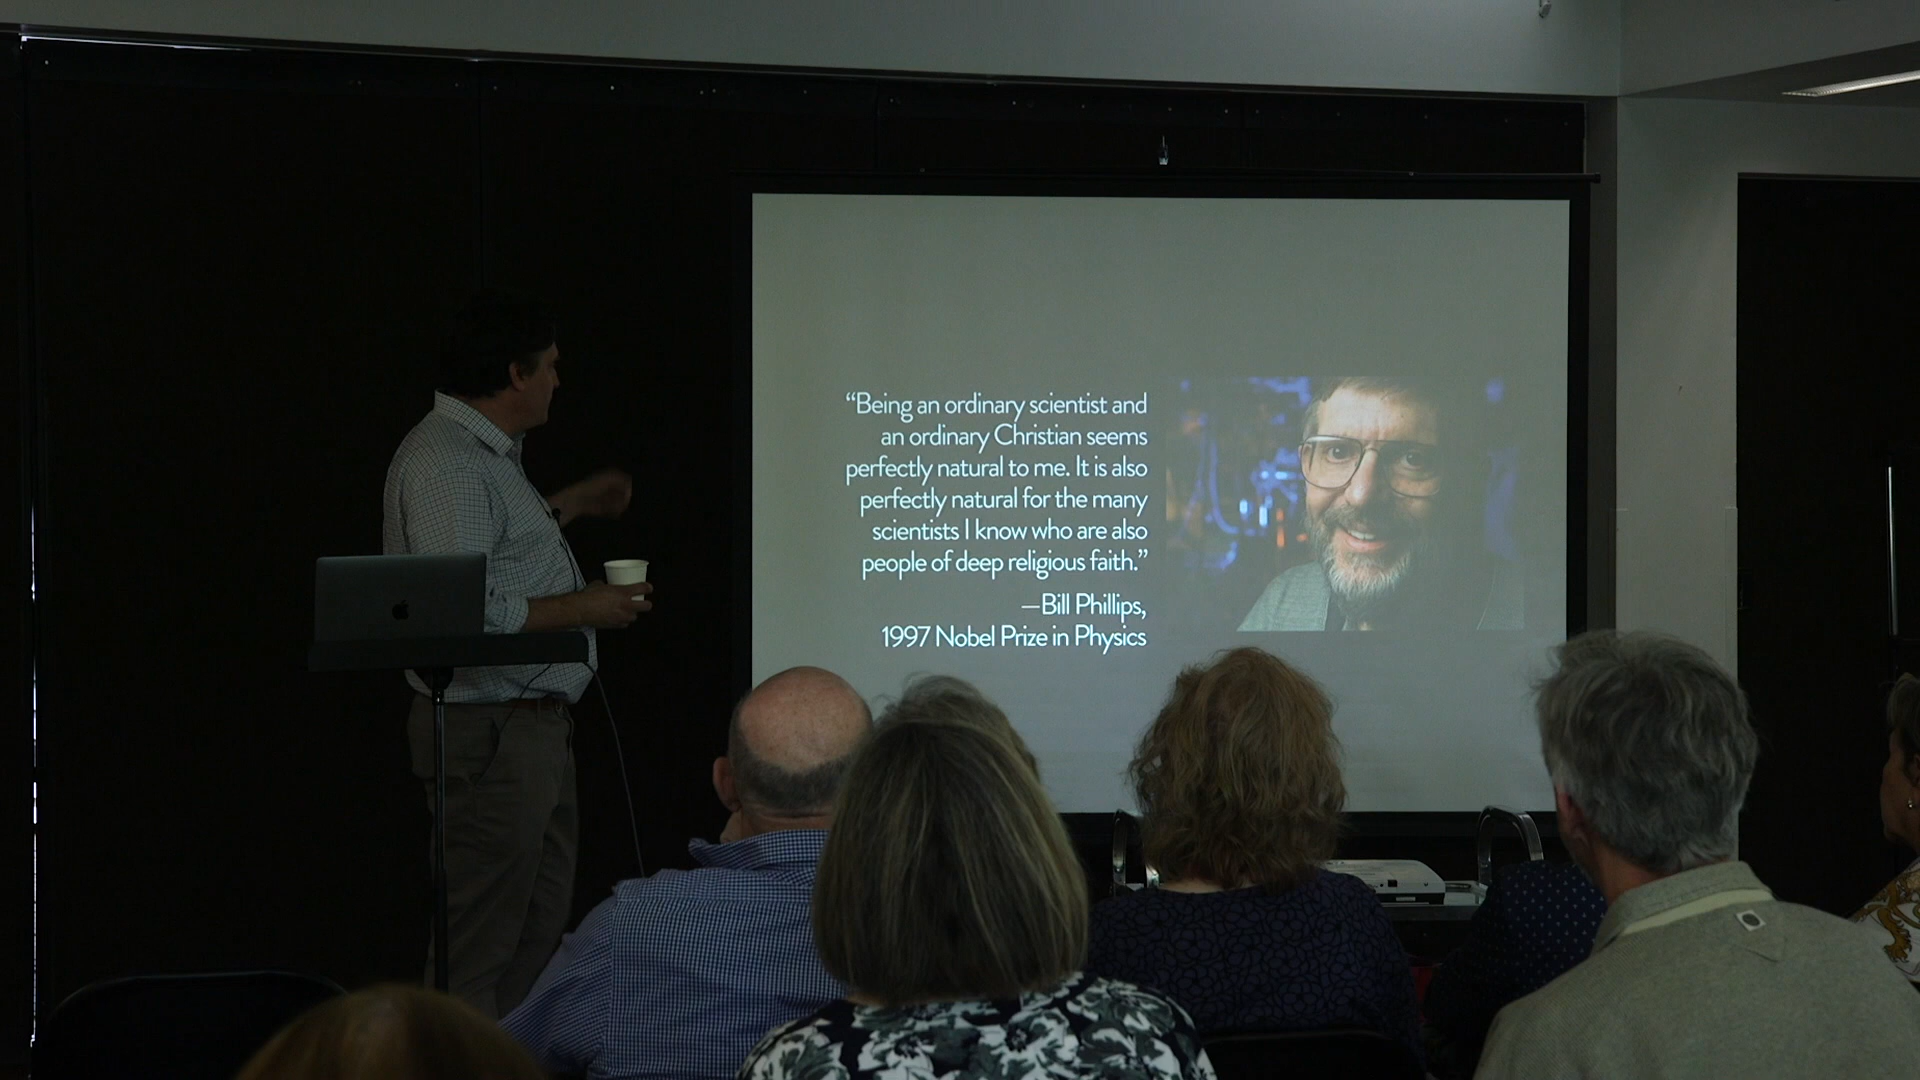 “Being an ordinary scientist and
an ordinary Christian seems
perfectly natural to me. It is also
perfectly natural for the many
scientists I know who are also
people of deep religious faith.”
—Bill Phillips,
1997 Nobel Prize in Physics